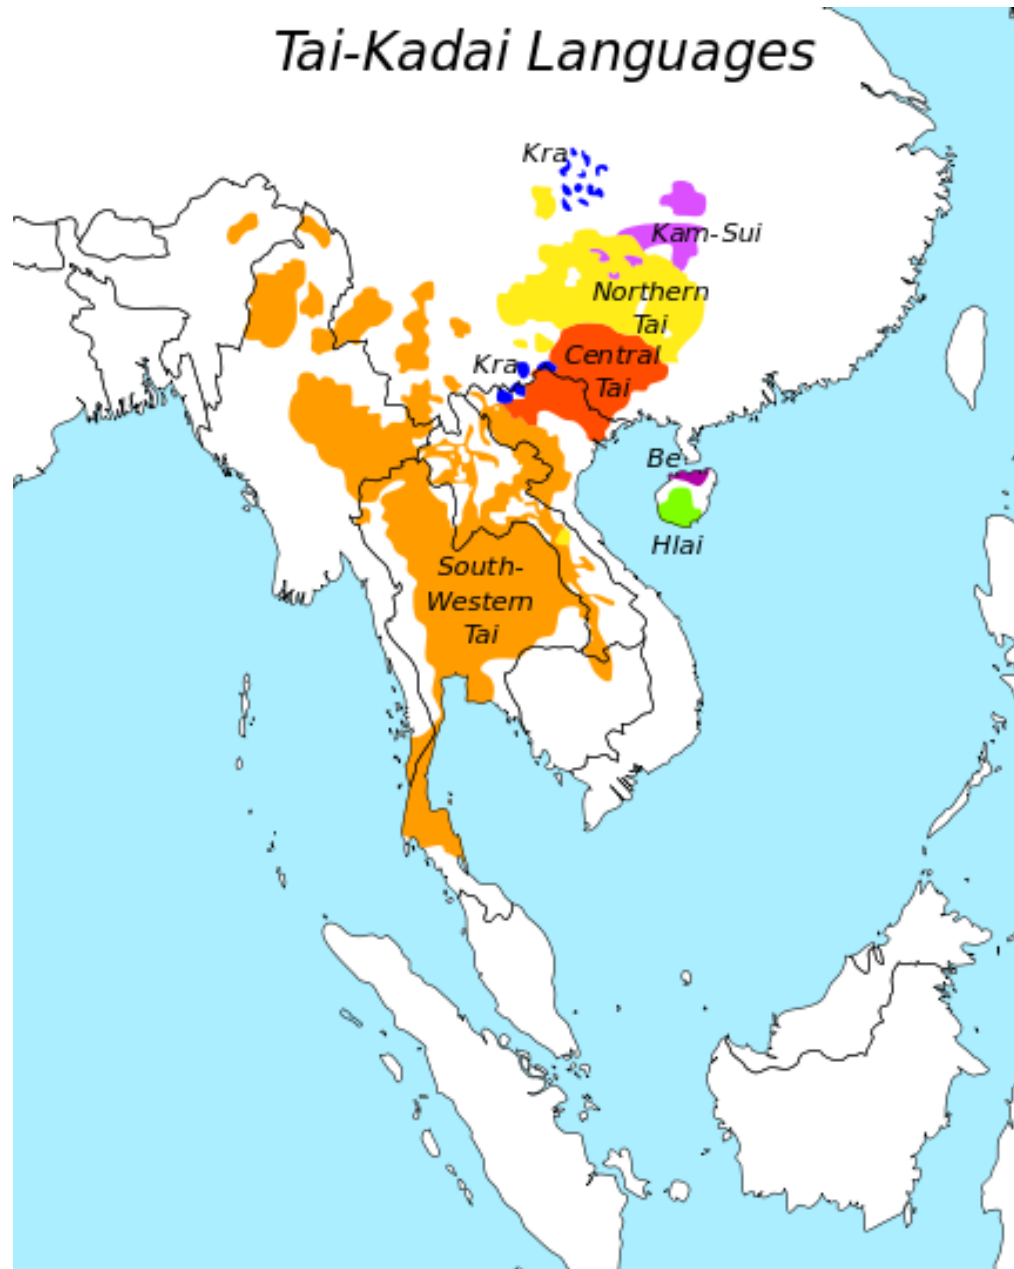 Tai-Kadai Languages
Kra
Kam-Sui
Northern
Tai
Kra
Central
Tai
Be
Hlai
South-
Western
Tai